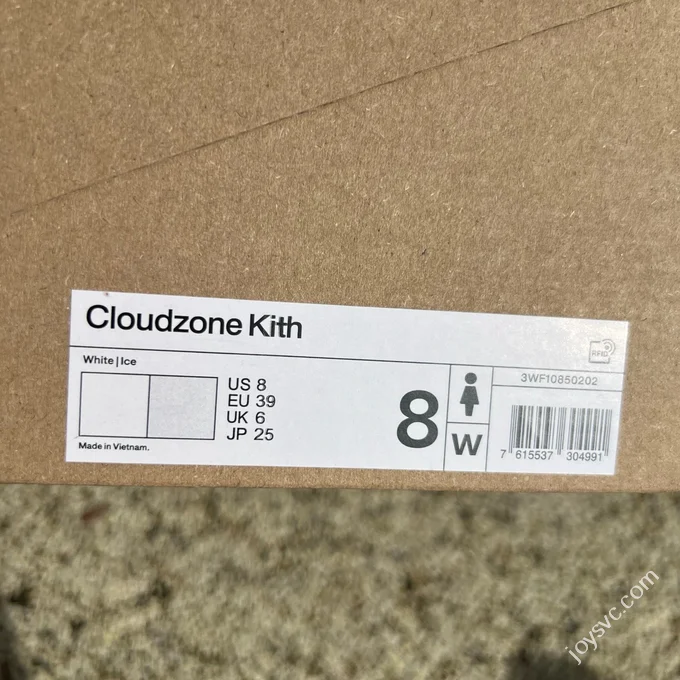 Cloudzone Kith
RFID
White | Ice
US 8
EU 39
UK 6
JP 25
Made in Vietnam.
8
W
3WF10850202
7 615537 304991
joysvc.com